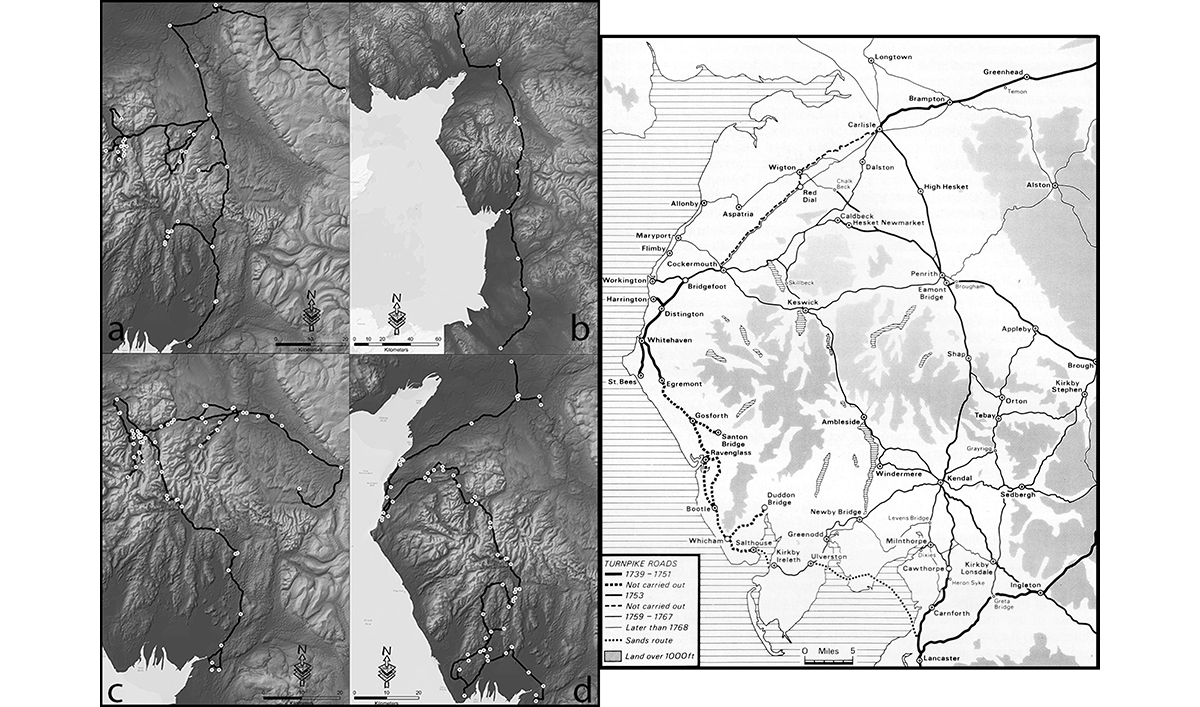 a
N
0
10
20
Kilometers
b
N
0 10 20 40 60
Kilometers
c
N
0
10
20
Kilometers
d
N
0
10
20
Kilometers
Longtown
Greenhead
Temon
Brampton
Carlisle
Wigton
Dalston
Red
Dial
Chalk
Beck
High Hesket
Alston
Allonby
Aspatria
Caldbeck
Hesket Newmarket
Maryport
Flimby
Cockermouth
Penrith
Brougham
Eamont
Bridge
Workington
Bridgefoot
Skillbeck
Harrington
Keswick
Distington
Appleby
Whitehaven
Shap
Brough
St. Bees
Egremont
Kirkby
Stephen
Orton
Gosforth
Tebay
Ambleside
Santon
Bridge
Ravenglass
Grayrigg
Windermere
Kendal
Sedbergh
Duddon
Bridge
Bootle
Newby Bridge
Levens Bridge
Whicham
Salthouse
Greenodd
Milnthorpe
Dixies
Kirkby
Ireleth
Ulverston
Cawthorpe
Kirkby
Lonsdale
Heron Syke
Ingleton
Greta
Bridge
Carnforth
Lancaster
TURNPIKE ROADS
1739 – 1751
Not carried out
1753
Not carried out
1759 – 1767
Later than 1768
Sands route
Land over 1000ft
0 Miles 5